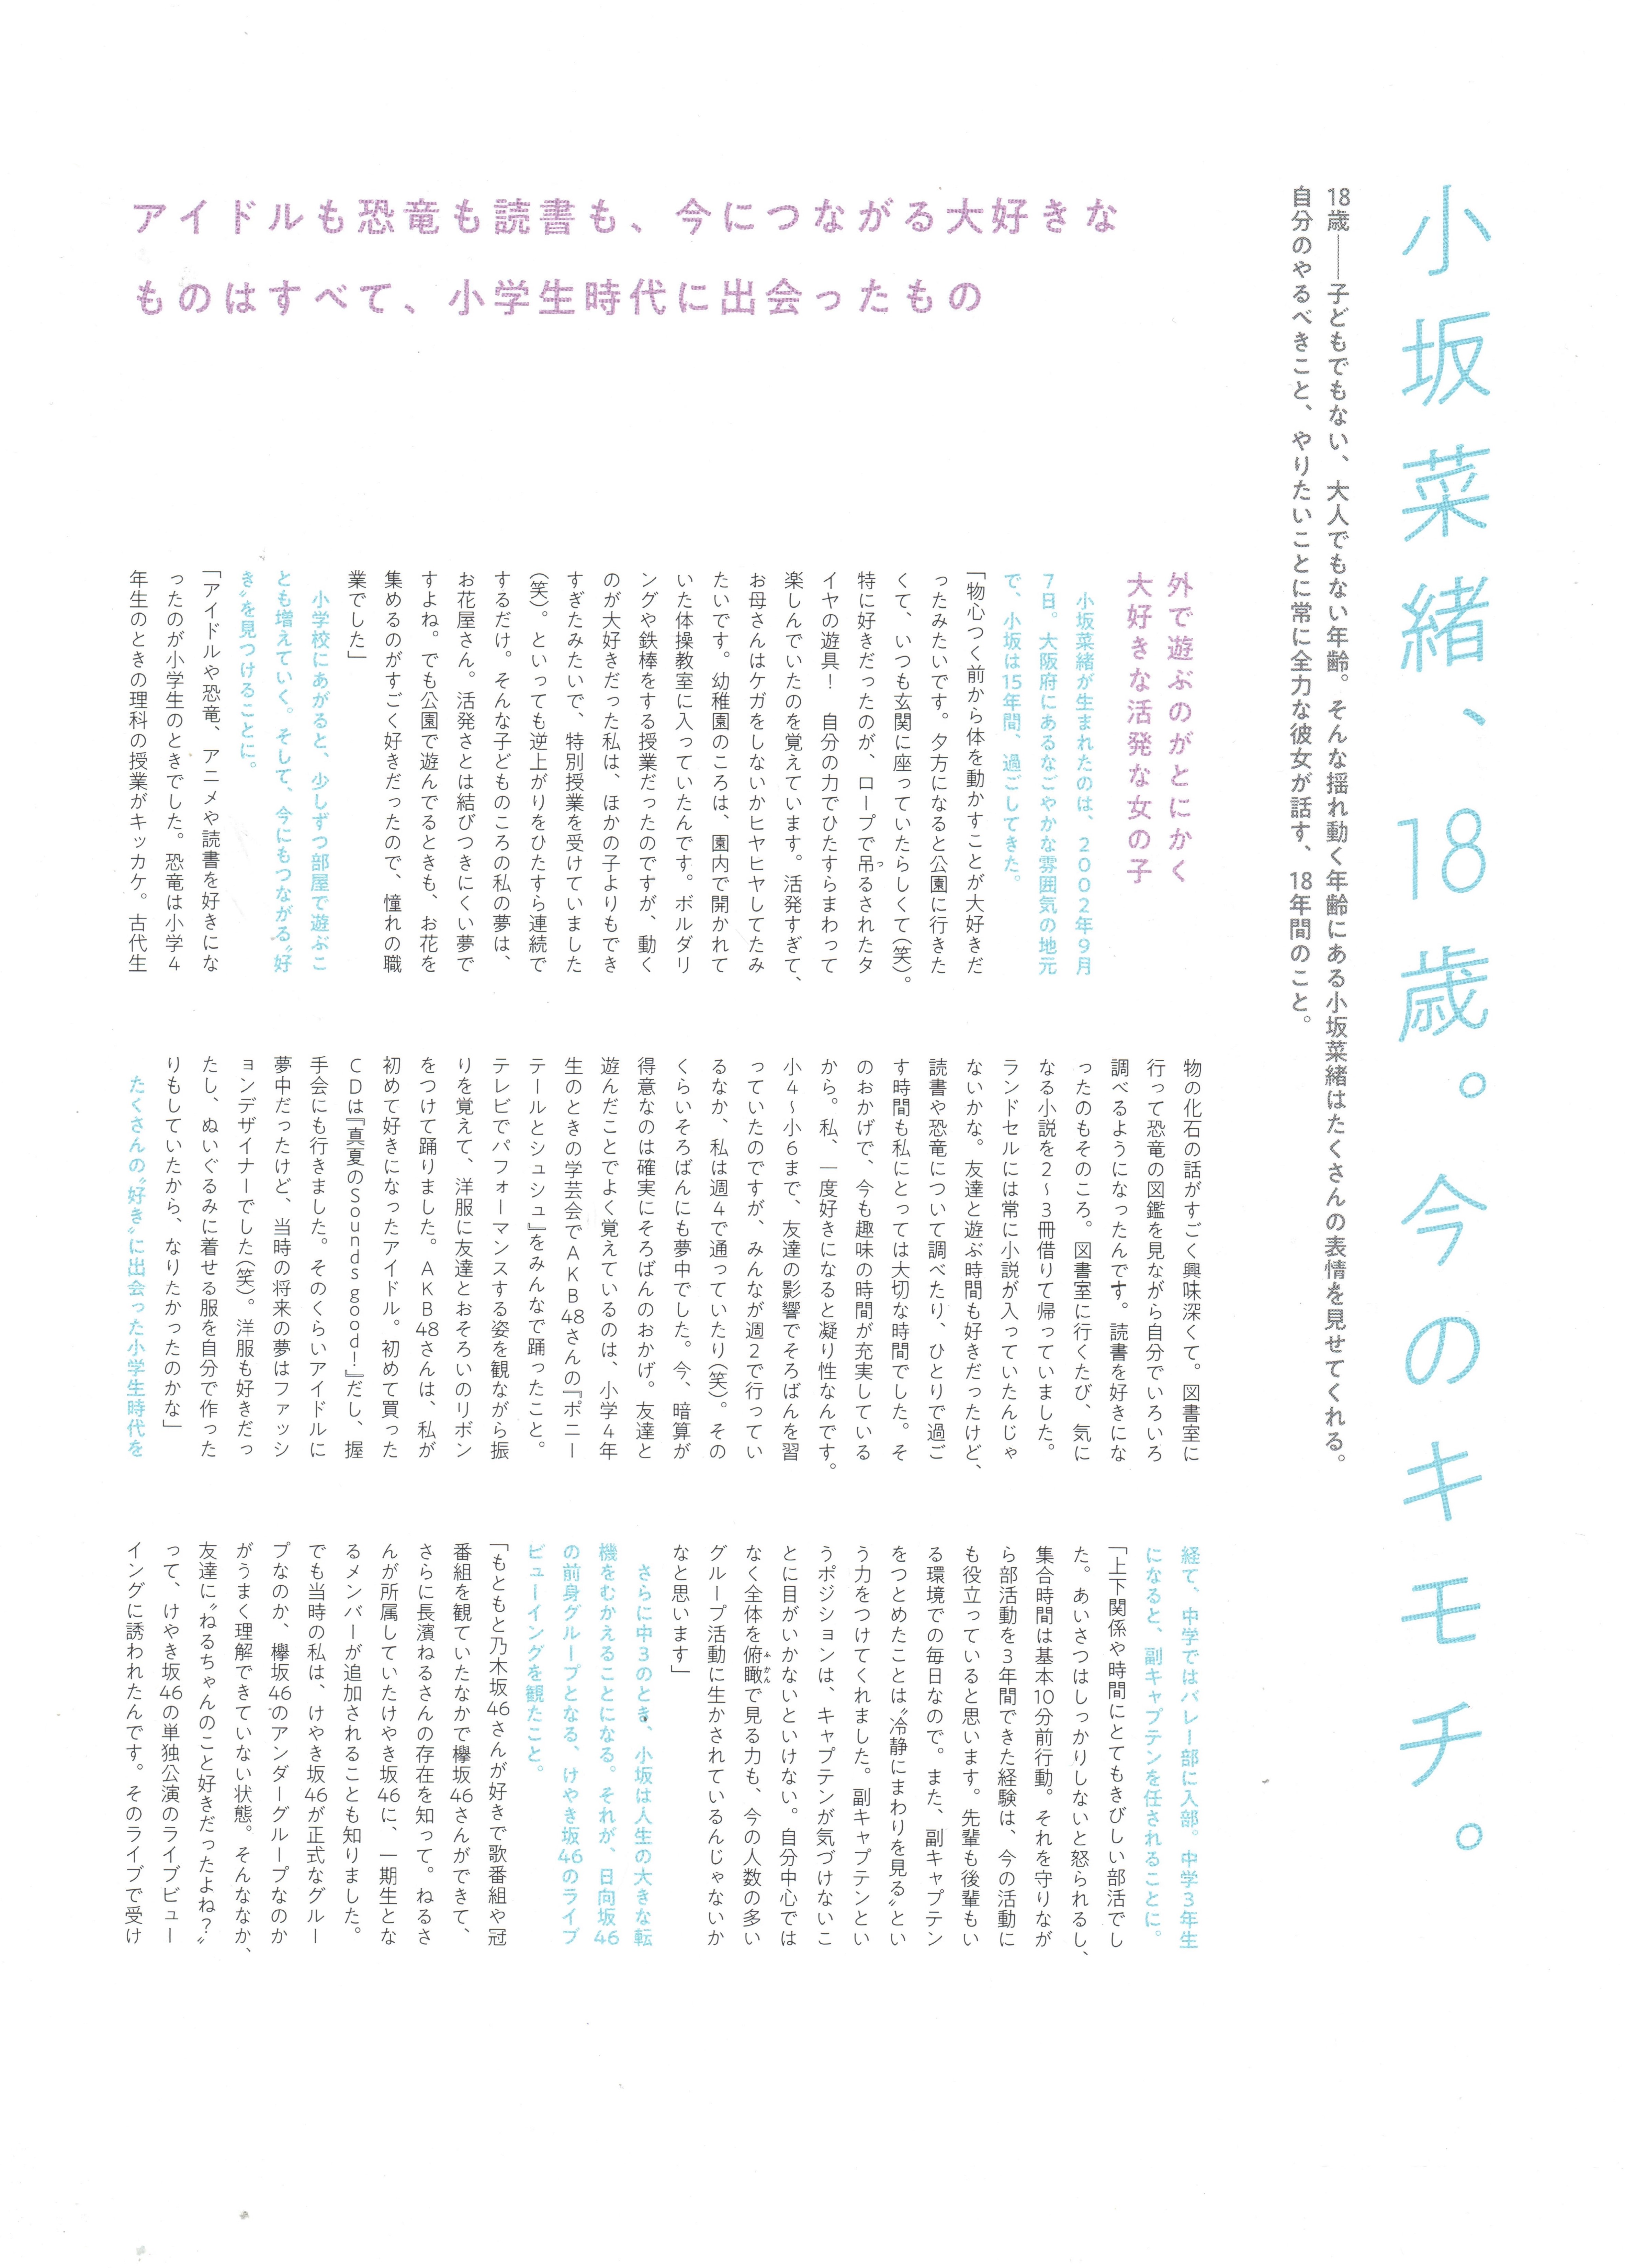 小坂菜緒、18歳。今のキモチ。
18歳――子どもでもない、大人でもない年齢。そんな揺れ動く年齢にある小坂菜緒はたくさんの表情を見せてくれる。
自分のやるべきこと、やりたいことに常に全力な彼女が話す、18年間のこと。
アイドルも恐竜も読書も、今につながる大好きな
ものはすべて、小学生時代に出会ったもの
外で遊ぶのがとにかく
大好きな活発な女の子
小坂菜緒が生まれたのは、2002年9月
7日。大阪府にあるなごやかな雰囲気の地元
で、小坂は15年間、過ごしてきた。
「物心つく前から体を動かすことが大好きだ
ったみたいです。夕方になると公園に行きた
くて、いつも玄関に座っていたらしくて(笑)。
特に好きだったのが、ロープで吊るされたタ
イヤの遊具！　自分の力でひたすらまわって
楽しんでいたのを覚えています。活発すぎて、
お母さんはケガをしないかヒヤヒヤしてたみ
たいです。幼稚園のころは、園内で開かれて
いた体操教室に入っていたんです。ボルダリ
ングや鉄棒をする授業だったのですが、動く
のが大好きだった私は、ほかの子よりもでき
すぎたみたいで、特別授業を受けていました
(笑)。といっても逆上がりをひたすら連続で
するだけ。そんな子どものころの私の夢は、
お花屋さん。活発さとは結びつきにくい夢で
すよね。でも公園で遊んでるときも、お花を
集めるのがすごく好きだったので、憧れの職
業でした」
小学校にあがると、少しずつ部屋で遊ぶこ
とも増えていく。そして、今にもつながる〝好
き〟を見つけることに。
「アイドルや恐竜、アニメや読書を好きにな
ったのが小学生のときでした。恐竜は小学4
年生のときの理科の授業がキッカケ。古代生
物の化石の話がすごく興味深くて。図書室に
行って恐竜の図鑑を見ながら自分でいろいろ
調べるようになったんです。読書を好きにな
ったのもそのころ。図書室に行くたび、気に
なる小説を2～3冊借りて帰っていました。
ランドセルには常に小説が入っていたんじゃ
ないかな。友達と遊ぶ時間も好きだったけど、
読書や恐竜について調べたり、ひとりで過ご
す時間も私にとっては大切な時間でした。そ
のおかげで、今も趣味の時間が充実している
から。私、一度好きになると凝り性なんです。
小4～小6まで、友達の影響でそろばんを習
っていたのですが、みんなが週2で行ってい
るなか、私は週4で通っていたり(笑)。その
くらいそろばんにも夢中でした。今、暗算が
得意なのは確実にそろばんのおかげ。友達と
遊んだことでよく覚えているのは、小学4年
生のときの学芸会でAKB48さんの『ポニー
テールとシュシュ』をみんなで踊ったこと。
テレビでパフォーマンスする姿を観ながら振
りを覚えて、洋服に友達とおそろいのリボン
をつけて踊りました。AKB48さんは、私が
初めて好きになったアイドル。初めて買った
CDは『真夏のSounds good！』だし、握
手会にも行きました。そのくらいアイドルに
夢中だったけど、当時の将来の夢はファッシ
ョンデザイナーでした(笑)。洋服も好きだっ
たし、ぬいぐるみに着せる服を自分で作った
りもしていたから、なりたかったのかな」
たくさんの〝好き〟に出会った小学生時代を
経て、中学ではバレー部に入部。中学3年生
になると、副キャプテンを任されることに。
「上下関係や時間にとてもきびしい部活でし
た。あいさつはしっかりしないと怒られるし、
集合時間は基本10分前行動。それを守りなが
ら部活動を3年間できた経験は、今の活動に
も役立っていると思います。先輩も後輩もい
る環境での毎日なので。また、副キャプテン
をつとめたことは〝冷静にまわりを見る〟とい
う力をつけてくれました。副キャプテンとい
うポジションは、キャプテンが気づけないこ
とに目がいかないといけない。自分中心では
なく全体を俯瞰で見る力も、今の人数の多い
グループ活動に生かされているんじゃないか
なと思います」
さらに中3のとき、小坂は人生の大きな転
機をむかえることになる。それが、日向坂46
の前身グループとなる、けやき坂46のライブ
ビューイングを観たこと。
「もともと乃木坂46さんが好きで歌番組や冠
番組を観ていたなかで欅坂46さんができて、
さらに長濱ねるさんの存在を知って。ねるさ
んが所属していたけやき坂46に、一期生とな
るメンバーが追加されることも知りました。
でも当時の私は、けやき坂46が正式なグルー
プなのか、欅坂46のアンダーグループなのか
がうまく理解できていない状態。そんななか、
友達に〝ねるちゃんのこと好きだったよね？〟
って、けやき坂46の単独公演のライブビュー
イングに誘われたんです。そのライブで受け